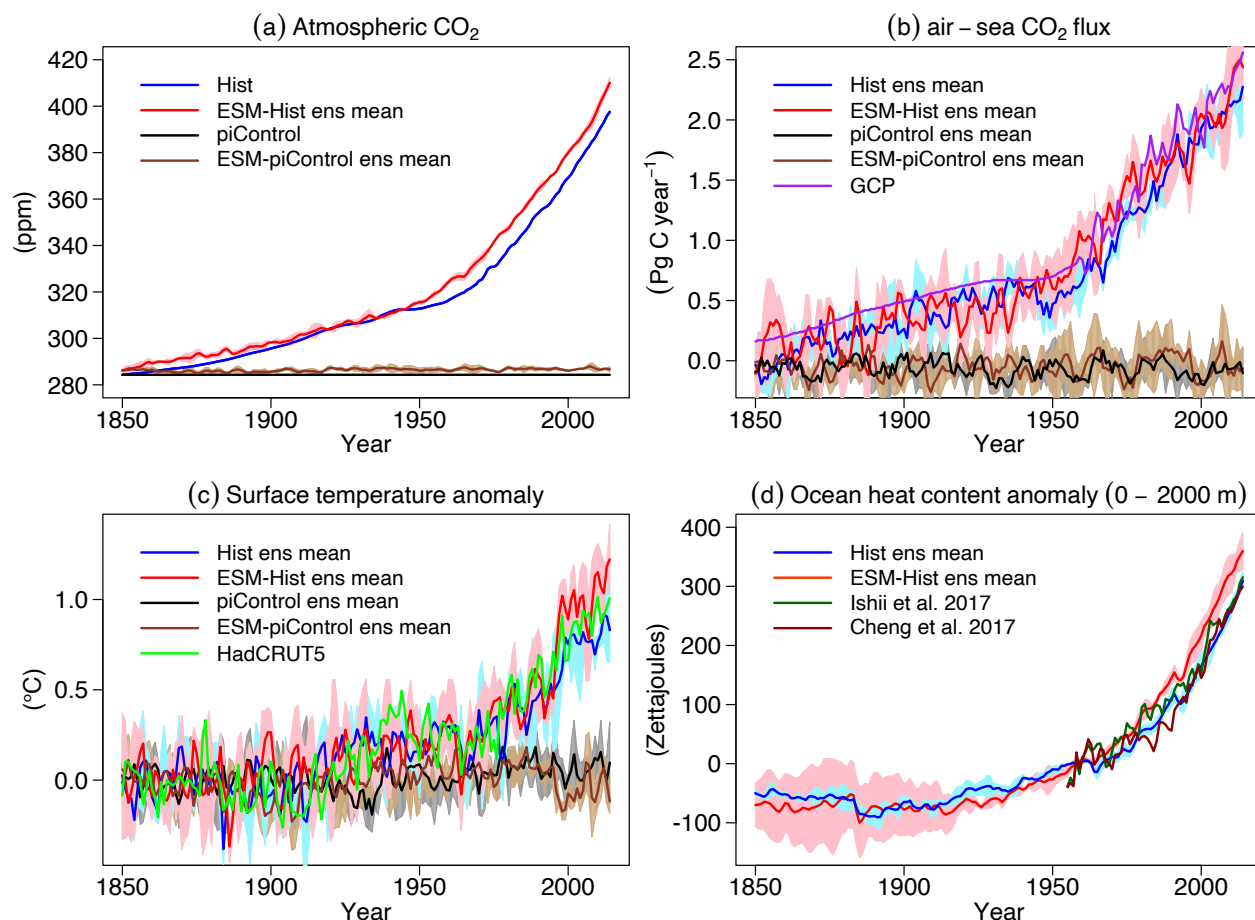 (a) Atmospheric CO₂
(ppm)
420
400
380
360
340
320
300
280
Hist
ESM-Hist ens mean
piControl
ESM-piControl ens mean
1850
1900
1950
2000
Year
(b) air – sea CO₂ flux
(Pg C year⁻¹)
2.5
2.0
1.5
1.0
0.5
0.0
Hist ens mean
ESM-Hist ens mean
piControl ens mean
ESM-piControl ens mean
GCP
1850
1900
1950
2000
Year
(c) Surface temperature anomaly
(°C)
1.0
0.5
0.0
Hist ens mean
ESM-Hist ens mean
piControl ens mean
ESM-piControl ens mean
HadCRUT5
1850
1900
1950
2000
Year
(d) Ocean heat content anomaly (0 – 2000 m)
(Zettajoules)
400
300
200
100
0
-100
Hist ens mean
ESM-Hist ens mean
Ishii et al. 2017
Cheng et al. 2017
1850
1900
1950
2000
Year